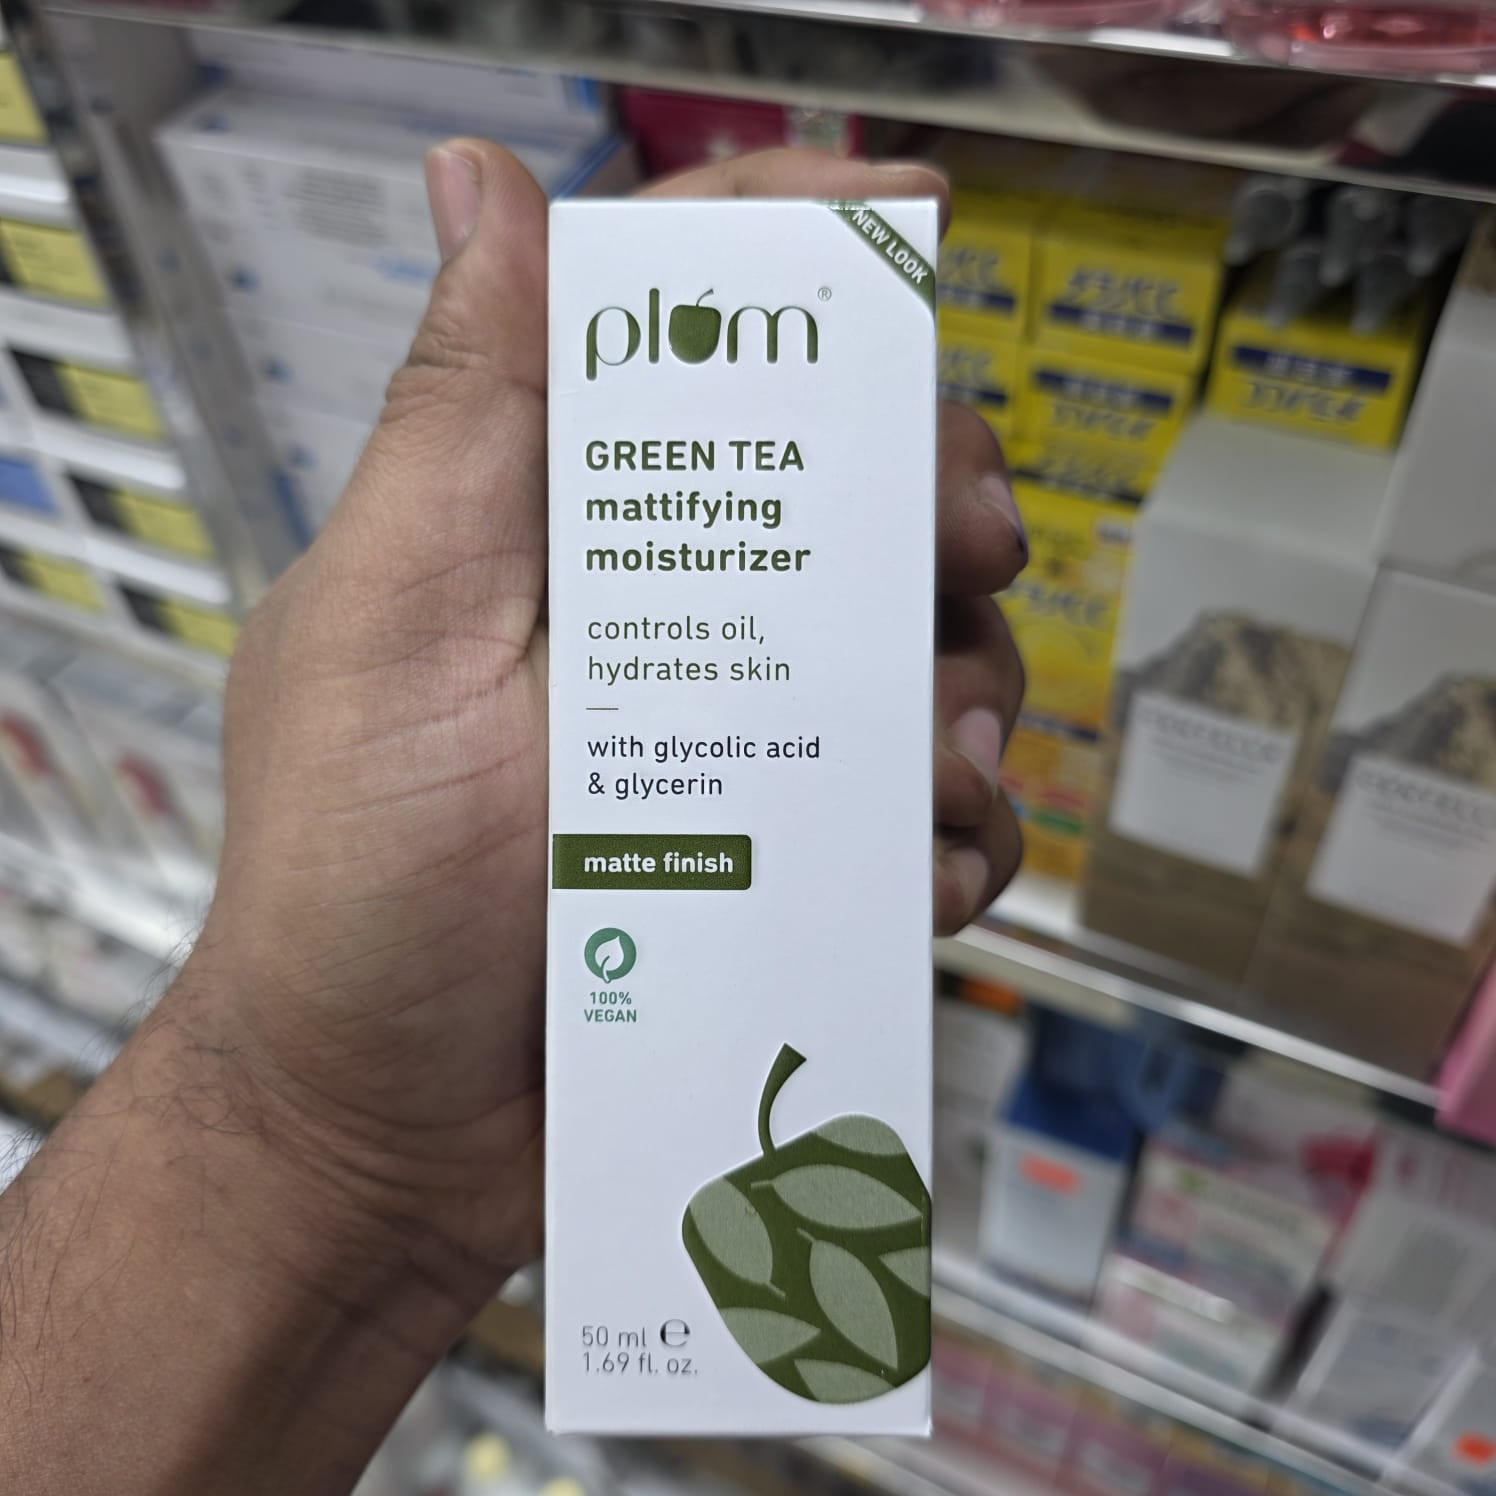 NEW LOOK
plum®
GREEN TEA
mattifying
moisturizer
controls oil,
hydrates skin
with glycolic acid
& glycerin
matte finish
100%
VEGAN
50 ml ℮
1.69 fl. oz.